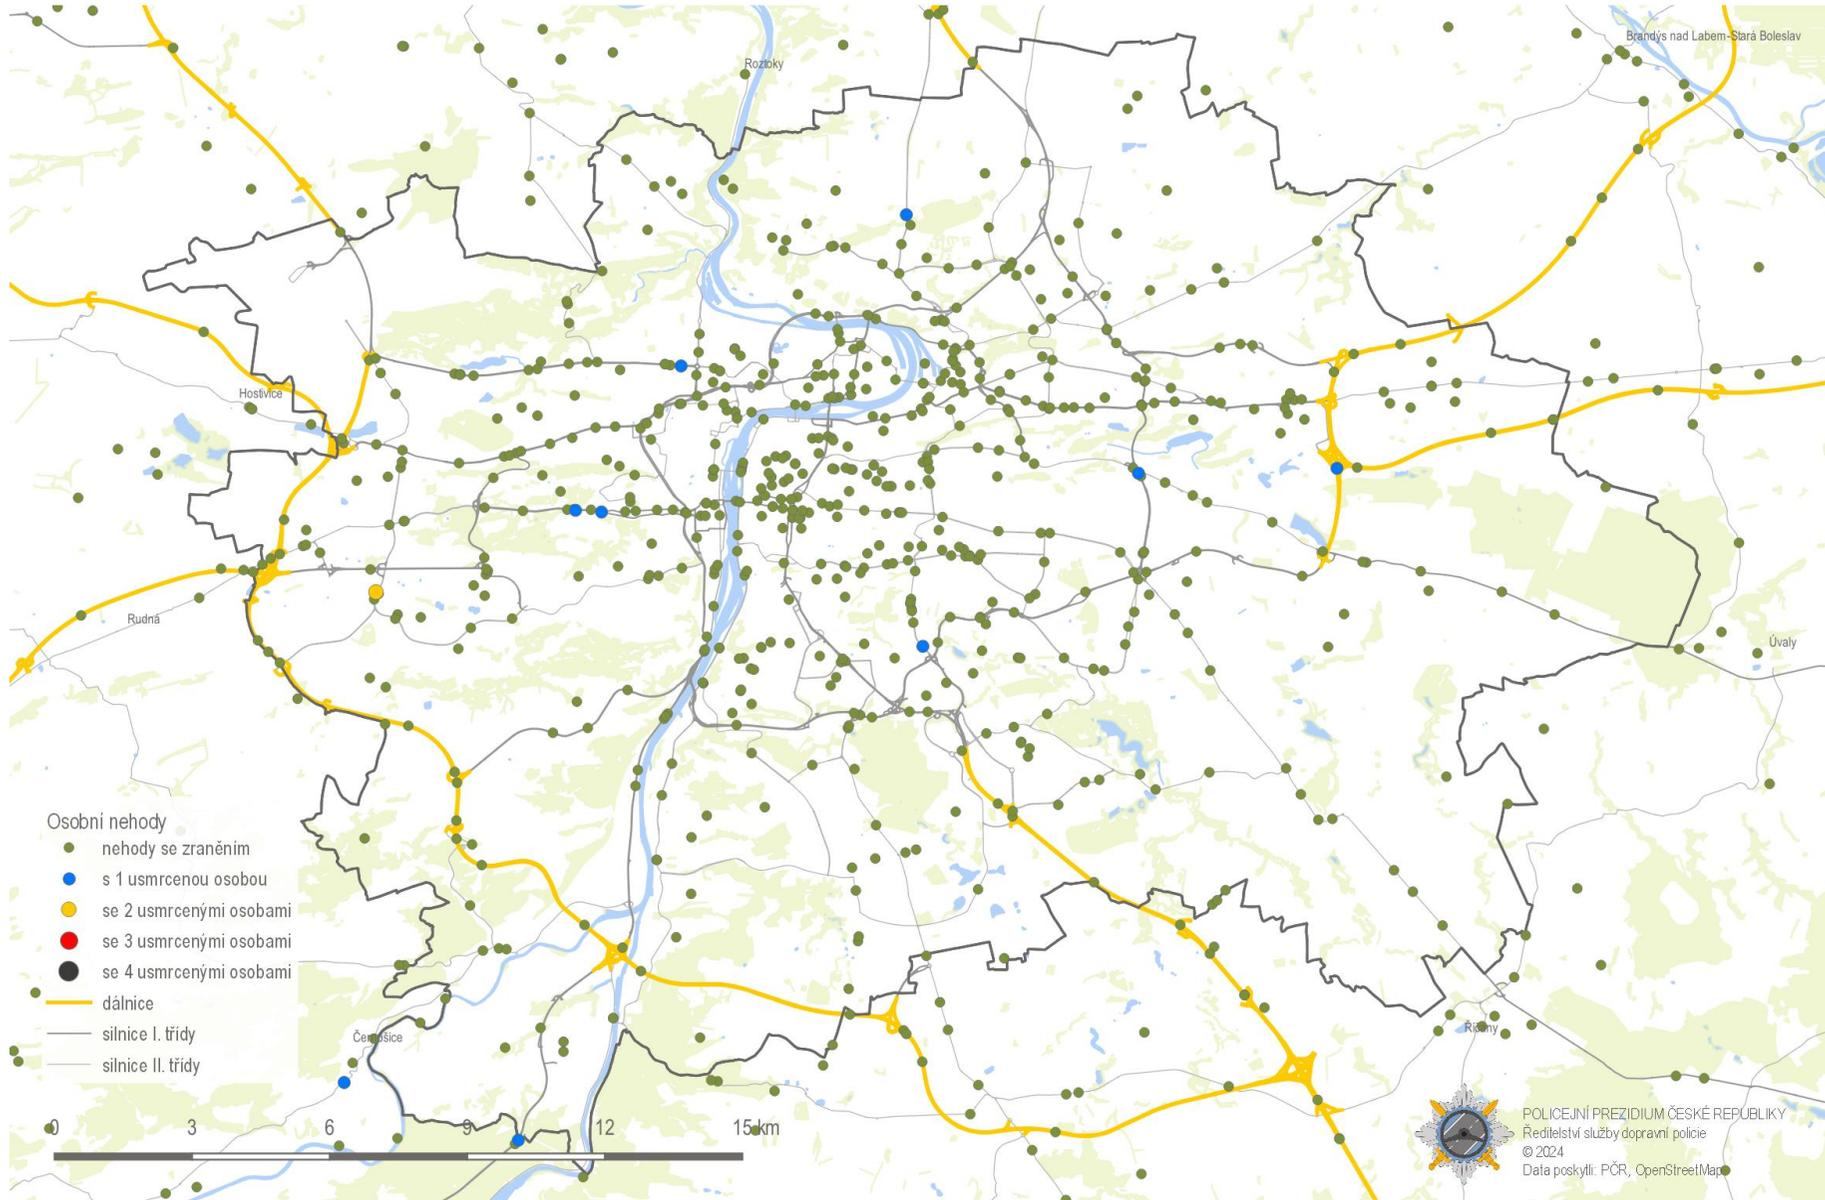 Brandýs nad Labem-Stará Boleslav
Roztoky
Hostivice
Rudná
Úvaly
Osobní nehody
nehody se zraněním
s 1 usmrcenou osobou
se 2 usmrcenými osobami
se 3 usmrcenými osobami
se 4 usmrcenými osobami
dálnice
silnice I. třídy
silnice II. třídy
Černošice
Říčany
0 3 6 9 12 15 km
POLICEJNÍ PREZIDIUM ČESKÉ REPUBLIKY
Ředitelství služby dopravní policie
© 2024
Data poskytli: PČR, OpenStreetMap